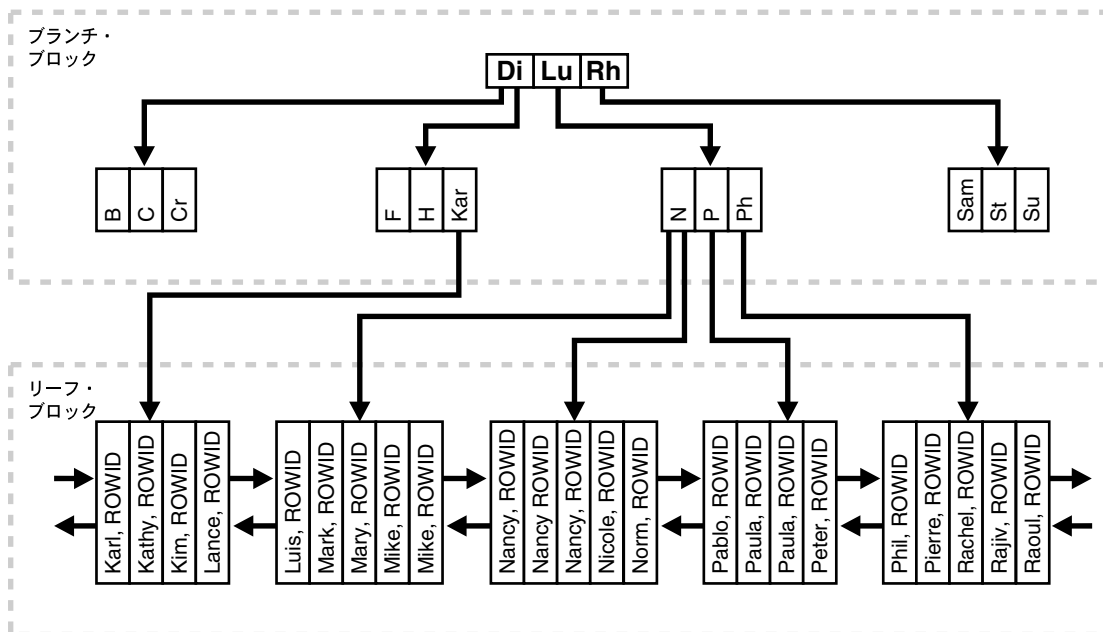 ブランチ・
ブロック
Di Lu Rh
B C Cr
F H Kar
N P Ph
Sam St Su
リーフ・
ブロック
Karl, ROWID
Kathy, ROWID
Kim, ROWID
Lance, ROWID
Luis, ROWID
Mark, ROWID
Mary, ROWID
Mike, ROWID
Mike, ROWID
Nancy, ROWID
Nancy ROWID
Nancy, ROWID
Nicole, ROWID
Norm, ROWID
Pablo, ROWID
Paula, ROWID
Paula, ROWID
Peter, ROWID
Phil, ROWID
Pierre, ROWID
Rachel, ROWID
Rajiv, ROWID
Raoul, ROWID